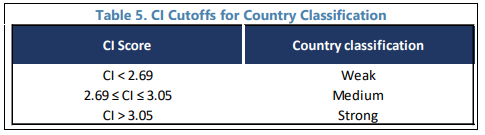 Table 5. CI Cutoffs for Country Classification
CI Score Country classification
CI < 2.69 Weak
2.69 ≤ CI ≤ 3.05 Medium
CI > 3.05 Strong